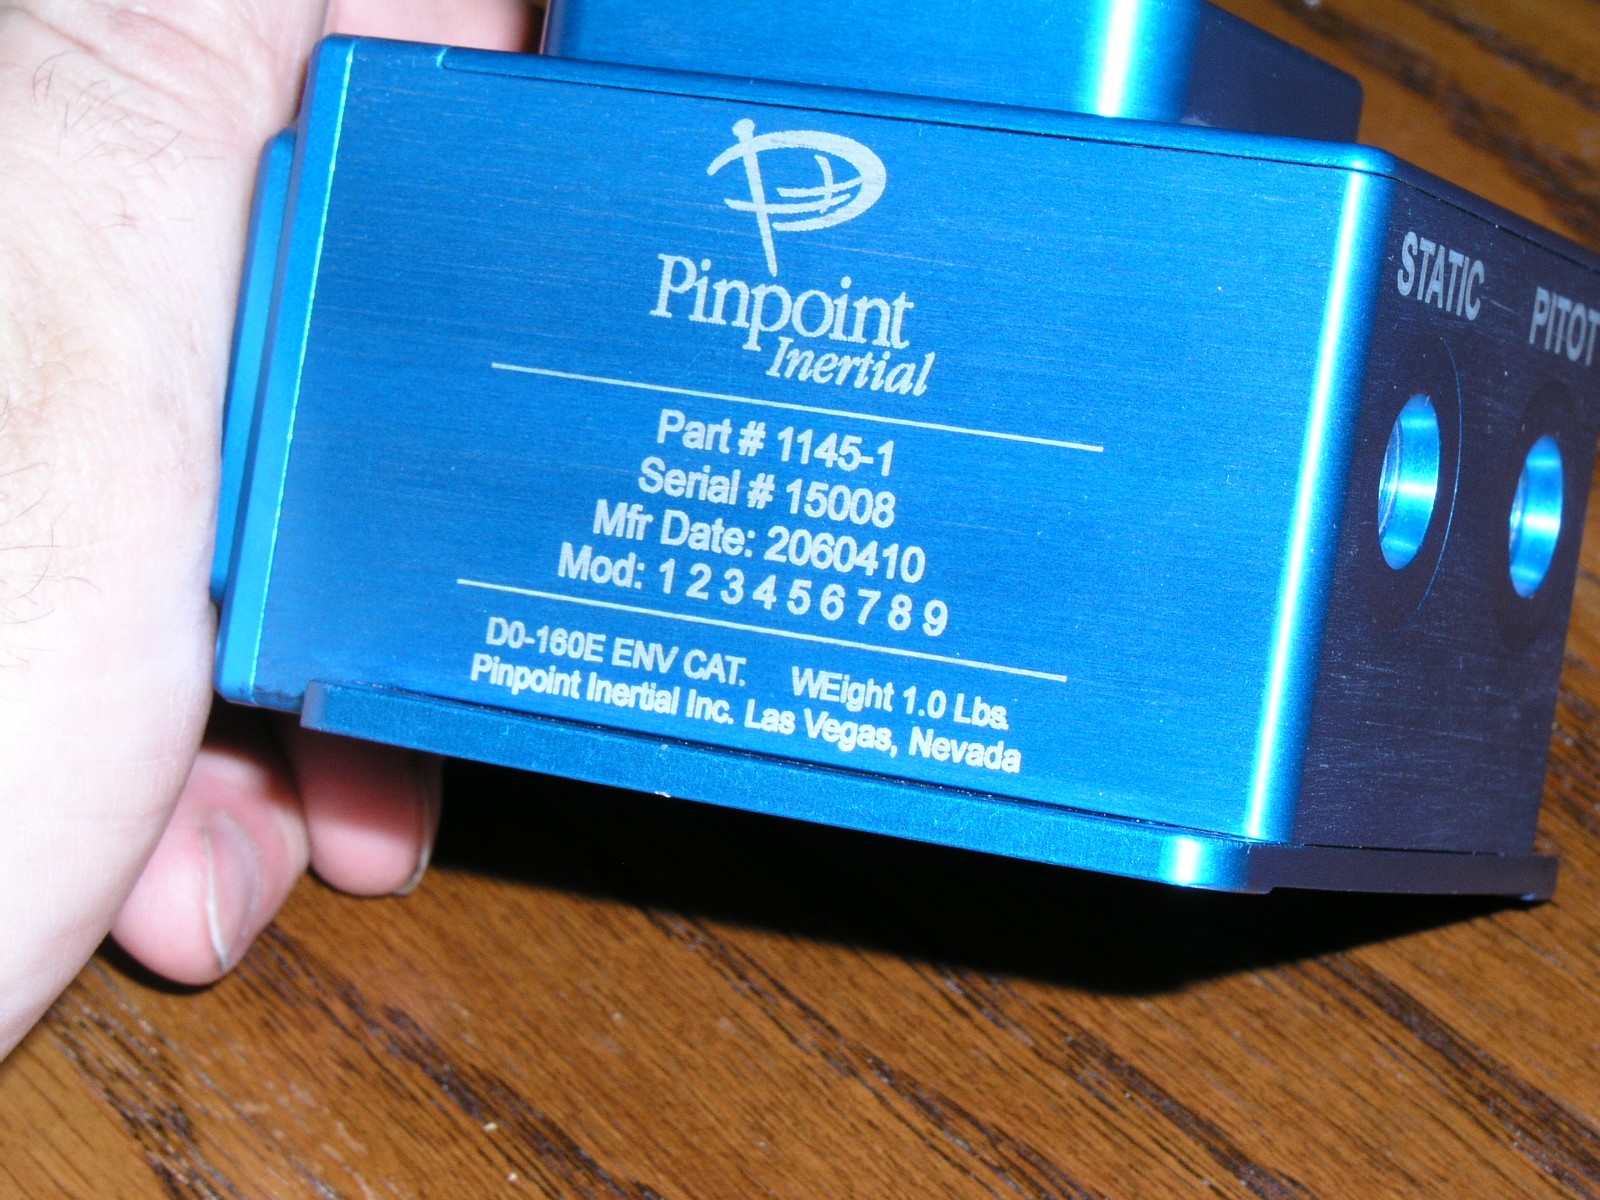 Pinpoint
Inertial
Part # 1145-1
Serial # 15008
Mfr Date: 2060410
Mod: 1 2 3 4 5 6 7 8 9
D0-160E ENV CAT. WEight 1.0 Lbs.
Pinpoint Inertial Inc. Las Vegas, Nevada
STATIC
PITOT